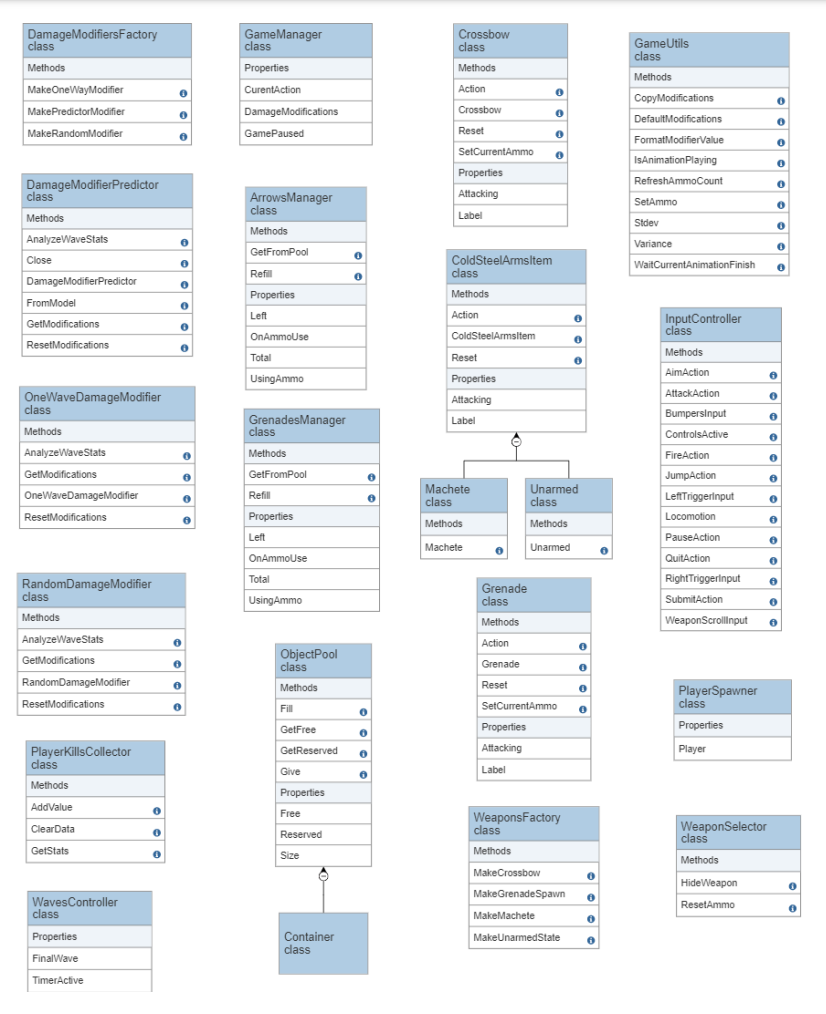 DamageModifiersFactory
class
Methods
MakeOneWayModifier
MakePredictorModifier
MakeRandomModifier
DamageModifierPredictor
class
Methods
AnalyzeWaveStats
Close
DamageModifierPredictor
FromModel
GetModifications
ResetModifications
OneWaveDamageModifier
class
Methods
AnalyzeWaveStats
GetModifications
OneWaveDamageModifier
ResetModifications
RandomDamageModifier
class
Methods
AnalyzeWaveStats
GetModifications
RandomDamageModifier
ResetModifications
PlayerKillsCollector
class
Methods
AddValue
ClearData
GetStats
WavesController
class
Properties
FinalWave
TimerActive
GameManager
class
Properties
CurentAction
DamageModifications
GamePaused
ArrowsManager
class
Methods
GetFromPool
Refill
Properties
Left
OnAmmoUse
Total
UsingAmmo
GrenadesManager
class
Methods
GetFromPool
Refill
Properties
Left
OnAmmoUse
Total
UsingAmmo
ObjectPool
class
Methods
Fill
GetFree
GetReserved
Give
Properties
Free
Reserved
Size
Container
class
Crossbow
class
Methods
Action
Crossbow
Reset
SetCurrentAmmo
Properties
Attacking
Label
ColdSteelArmsItem
class
Methods
Action
ColdSteelArmsItem
Reset
Properties
Attacking
Label
Machete
class
Methods
Machete
Unarmed
class
Methods
Unarmed
Grenade
class
Methods
Action
Grenade
Reset
SetCurrentAmmo
Properties
Attacking
Label
WeaponsFactory
class
Methods
MakeCrossbow
MakeGrenadeSpawn
MakeMachete
MakeUnarmedState
GameUtils
class
Methods
CopyModifications
DefaultModifications
FormatModifierValue
IsAnimationPlaying
RefreshAmmoCount
SetAmmo
Stdev
Variance
WaitCurrentAnimationFinish
InputController
class
Methods
AimAction
AttackAction
BumpersInput
ControlsActive
FireAction
JumpAction
LeftTriggerInput
Locomotion
PauseAction
QuitAction
RightTriggerInput
SubmitAction
WeaponScrollInput
PlayerSpawner
class
Properties
Player
WeaponSelector
class
Methods
HideWeapon
ResetAmmo